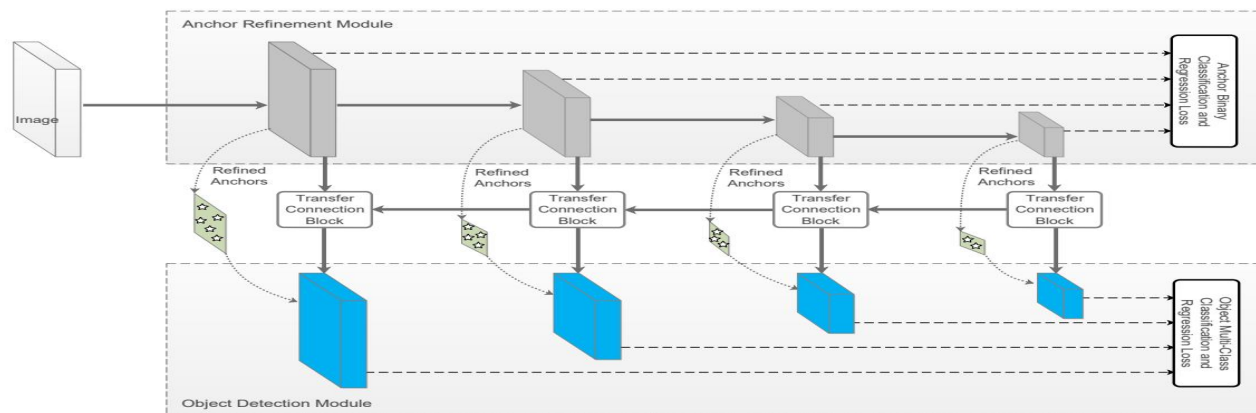 Anchor Refinement Module
Image
Anchor Binary
Classification and
Regression Loss
Refined
Anchors
Refined
Anchors
Refined
Anchors
Refined
Anchors
Transfer
Connection
Block
Transfer
Connection
Block
Transfer
Connection
Block
Transfer
Connection
Block
Object Multi-Class
Classification and
Regression Loss
Object Detection Module